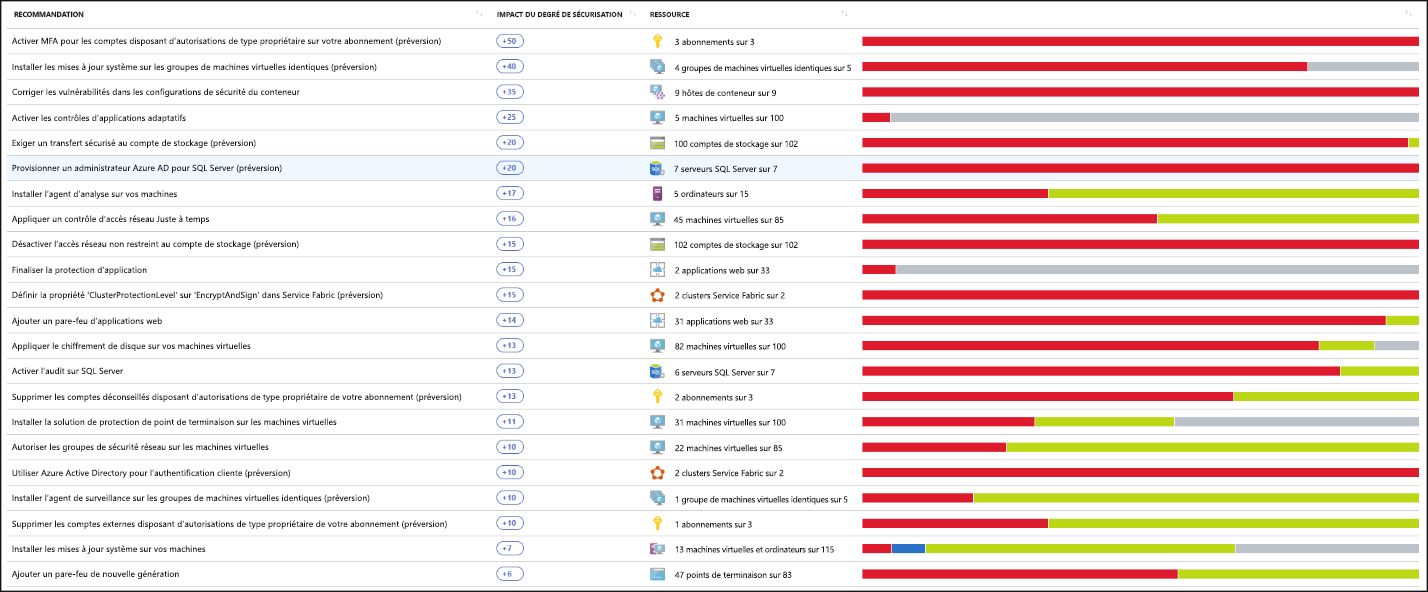 RECOMMANDATION IMPACT DU DEGRÉ DE SÉCURISATION RESSOURCE
Activer MFA pour les comptes disposant d'autorisations de type propriétaire sur votre abonnement (préversion) +50 3 abonnements sur 3
Installer les mises à jour système sur les groupes de machines virtuelles identiques (préversion) +40 4 groupes de machines virtuelles identiques sur 5
Corriger les vulnérabilités dans les configurations de sécurité du conteneur +35 9 hôtes de conteneur sur 9
Activer les contrôles d'applications adaptatifs +25 5 machines virtuelles sur 100
Exiger un transfert sécurisé au compte de stockage (préversion) +20 100 comptes de stockage sur 102
Provisionner un administrateur Azure AD pour SQL Server (préversion) +20 SQL 7 serveurs SQL Server sur 7
Installer l'agent d'analyse sur vos machines +17 5 ordinateurs sur 15
Appliquer un contrôle d'accès réseau Juste à temps +16 45 machines virtuelles sur 85
Désactiver l'accès réseau non restreint au compte de stockage (préversion) +15 102 comptes de stockage sur 102
Finaliser la protection d'application +15 2 applications web sur 33
Définir la propriété 'ClusterProtectionLevel' sur 'EncryptAndSign' dans Service Fabric (préversion) +15 2 clusters Service Fabric sur 2
Ajouter un pare-feu d'applications web +14 31 applications web sur 33
Appliquer le chiffrement de disque sur vos machines virtuelles +13 82 machines virtuelles sur 100
Activer l'audit sur SQL Server +13 SQL 6 serveurs SQL Server sur 7
Supprimer les comptes déconseillés disposant d'autorisations de type propriétaire de votre abonnement (préversion) +13 2 abonnements sur 3
Installer la solution de protection de point de terminaison sur les machines virtuelles +11 31 machines virtuelles sur 100
Autoriser les groupes de sécurité réseau sur les machines virtuelles +10 22 machines virtuelles sur 85
Utiliser Azure Active Directory pour l'authentification cliente (préversion) +10 2 clusters Service Fabric sur 2
Installer l'agent de surveillance sur les groupes de machines virtuelles identiques (préversion) +10 1 groupe de machines virtuelles identiques sur 5
Supprimer les comptes externes disposant d'autorisations de type propriétaire de votre abonnement (préversion) +10 1 abonnements sur 3
Installer les mises à jour système sur vos machines +7 13 machines virtuelles et ordinateurs sur 115
Ajouter un pare-feu de nouvelle génération +6 47 points de terminaison sur 83